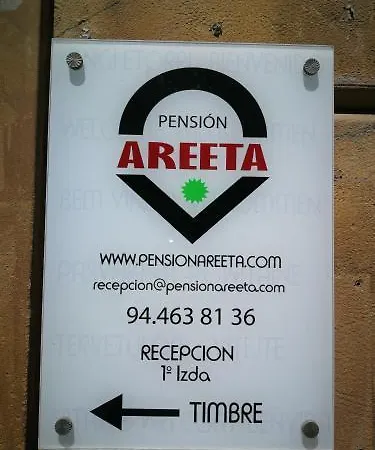 PENSIÓN
AREETA
WWW.PENSIONAREETA.COM
recepcion@pensionareeta.com
94.463 81 36
RECEPCION
1º Izda
TIMBRE